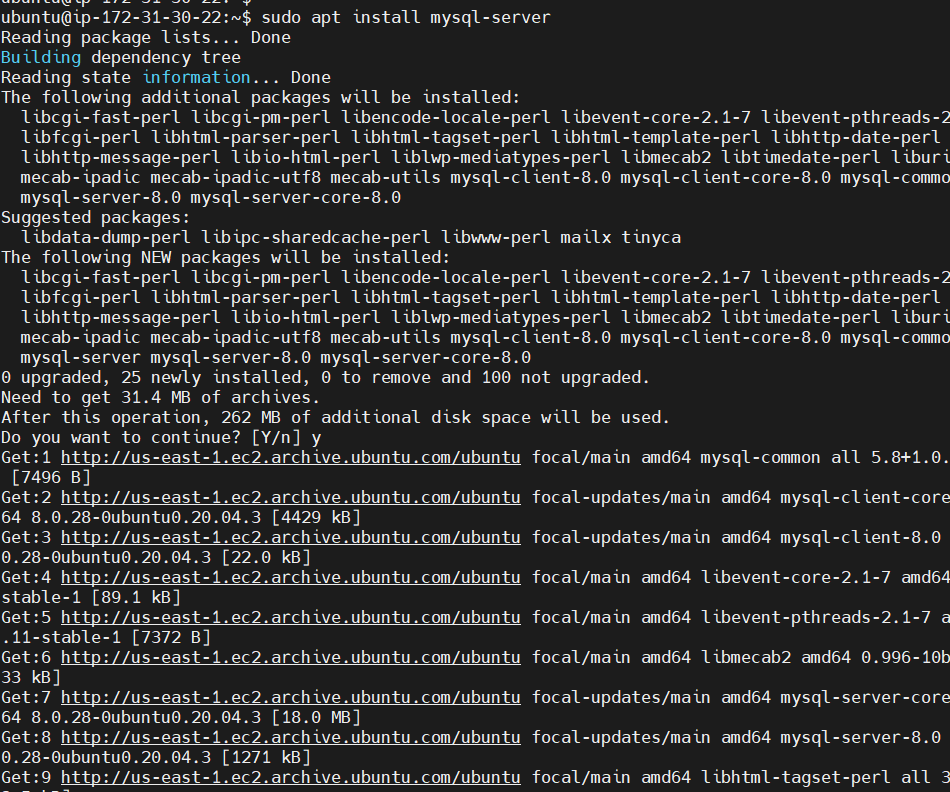 ubuntu@ip-172-31-30-22:~$ sudo apt install mysql-server
Reading package lists... Done
Building dependency tree
Reading state information... Done
The following additional packages will be installed:
  libcgi-fast-perl libcgi-pm-perl libencode-locale-perl libevent-core-2.1-7 libevent-pthreads-2
  libfcgi-perl libhtml-parser-perl libhtml-tagset-perl libhtml-template-perl libhttp-date-perl
  libhttp-message-perl libio-html-perl liblwp-mediatypes-perl libmecab2 libtimedate-perl liburi
  mecab-ipadic mecab-ipadic-utf8 mecab-utils mysql-client-8.0 mysql-client-core-8.0 mysql-commo
  mysql-server-8.0 mysql-server-core-8.0
Suggested packages:
  libdata-dump-perl libipc-sharedcache-perl libwww-perl mailx tinyca
The following NEW packages will be installed:
  libcgi-fast-perl libcgi-pm-perl libencode-locale-perl libevent-core-2.1-7 libevent-pthreads-2
  libfcgi-perl libhtml-parser-perl libhtml-tagset-perl libhtml-template-perl libhttp-date-perl
  libhttp-message-perl libio-html-perl liblwp-mediatypes-perl libmecab2 libtimedate-perl liburi
  mecab-ipadic mecab-ipadic-utf8 mecab-utils mysql-client-8.0 mysql-client-core-8.0 mysql-commo
  mysql-server mysql-server-8.0 mysql-server-core-8.0
0 upgraded, 25 newly installed, 0 to remove and 100 not upgraded.
Need to get 31.4 MB of archives.
After this operation, 262 MB of additional disk space will be used.
Do you want to continue? [Y/n] y
Get:1 http://us-east-1.ec2.archive.ubuntu.com/ubuntu focal/main amd64 mysql-common all 5.8+1.0.
 [7496 B]
Get:2 http://us-east-1.ec2.archive.ubuntu.com/ubuntu focal-updates/main amd64 mysql-client-core
64 8.0.28-0ubuntu0.20.04.3 [4429 kB]
Get:3 http://us-east-1.ec2.archive.ubuntu.com/ubuntu focal-updates/main amd64 mysql-client-8.0
0.28-0ubuntu0.20.04.3 [22.0 kB]
Get:4 http://us-east-1.ec2.archive.ubuntu.com/ubuntu focal/main amd64 libevent-core-2.1-7 amd64
stable-1 [89.1 kB]
Get:5 http://us-east-1.ec2.archive.ubuntu.com/ubuntu focal/main amd64 libevent-pthreads-2.1-7 a
.11-stable-1 [7372 B]
Get:6 http://us-east-1.ec2.archive.ubuntu.com/ubuntu focal/main amd64 libmecab2 amd64 0.996-10b
33 kB]
Get:7 http://us-east-1.ec2.archive.ubuntu.com/ubuntu focal-updates/main amd64 mysql-server-core
64 8.0.28-0ubuntu0.20.04.3 [18.0 MB]
Get:8 http://us-east-1.ec2.archive.ubuntu.com/ubuntu focal-updates/main amd64 mysql-server-8.0
0.28-0ubuntu0.20.04.3 [1271 kB]
Get:9 http://us-east-1.ec2.archive.ubuntu.com/ubuntu focal/main amd64 libhtml-tagset-perl all 3